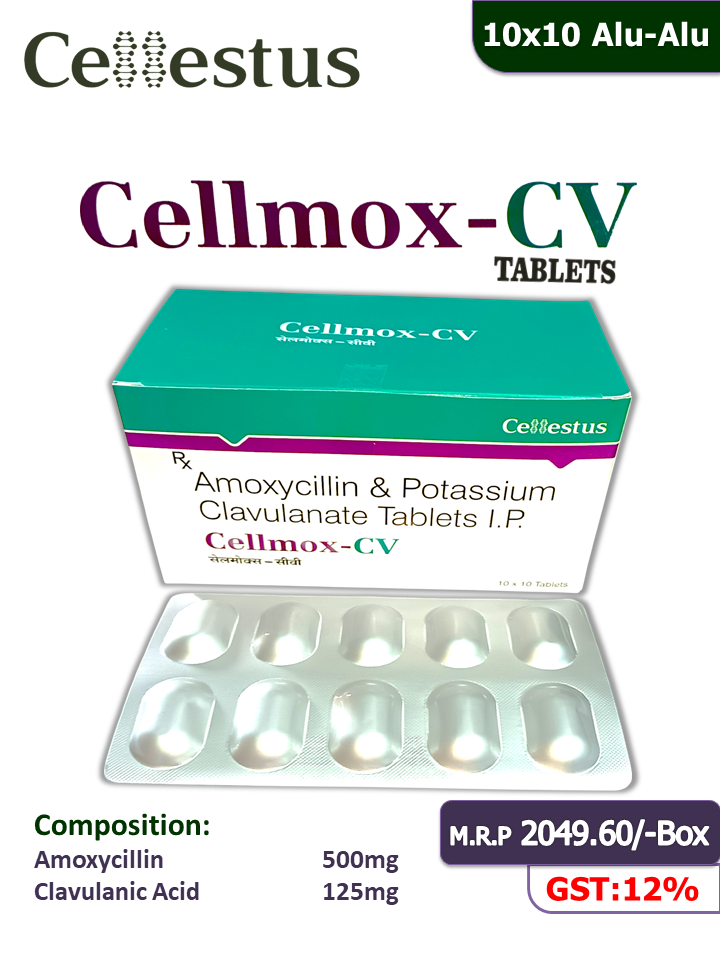 Cellestus
10x10 Alu-Alu
Cellmox-CV
TABLETS
Cellmox-CV
सेलमोक्स – सीवी
Cellestus
Rx
Amoxycillin & Potassium
Clavulanate Tablets I.P.
Cellmox-CV
सेलमोक्स – सीवी
10 x 10 Tablets
Composition:
Amoxycillin 500mg
Clavulanic Acid 125mg
M.R.P 2049.60/-Box
GST:12%